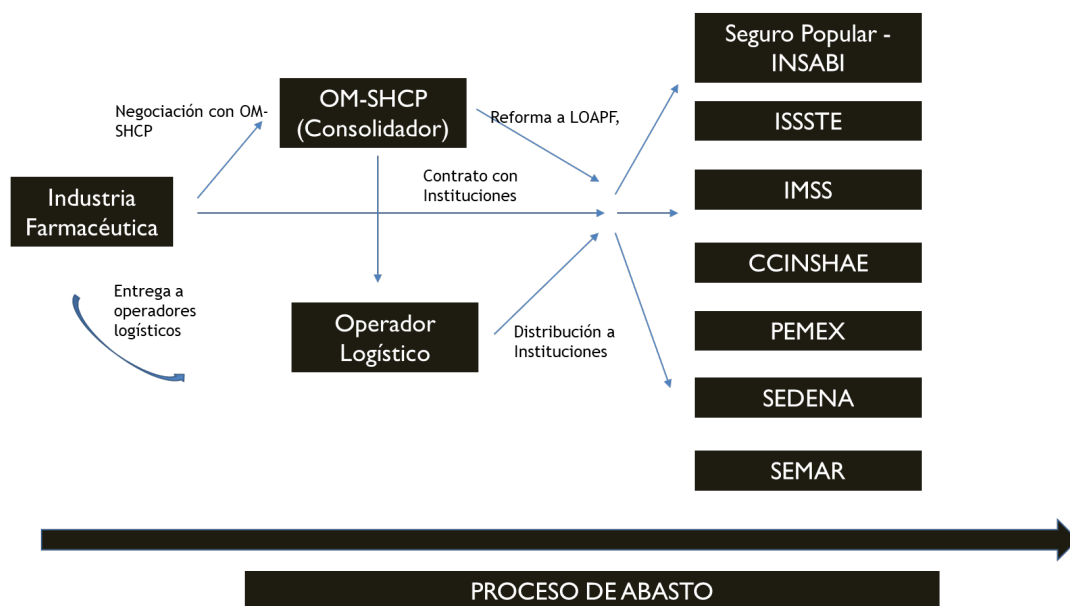 Industria
Farmacéutica
Negociación con OM-
SHCP
OM-SHCP
(Consolidador)
Reforma a LOAPF,
Contrato con
Instituciones
Entrega a
operadores
logísticos
Operador
Logístico
Distribución a
Instituciones
Seguro Popular -
INSABI
ISSSTE
IMSS
CCINSHAE
PEMEX
SEDENA
SEMAR
PROCESO DE ABASTO